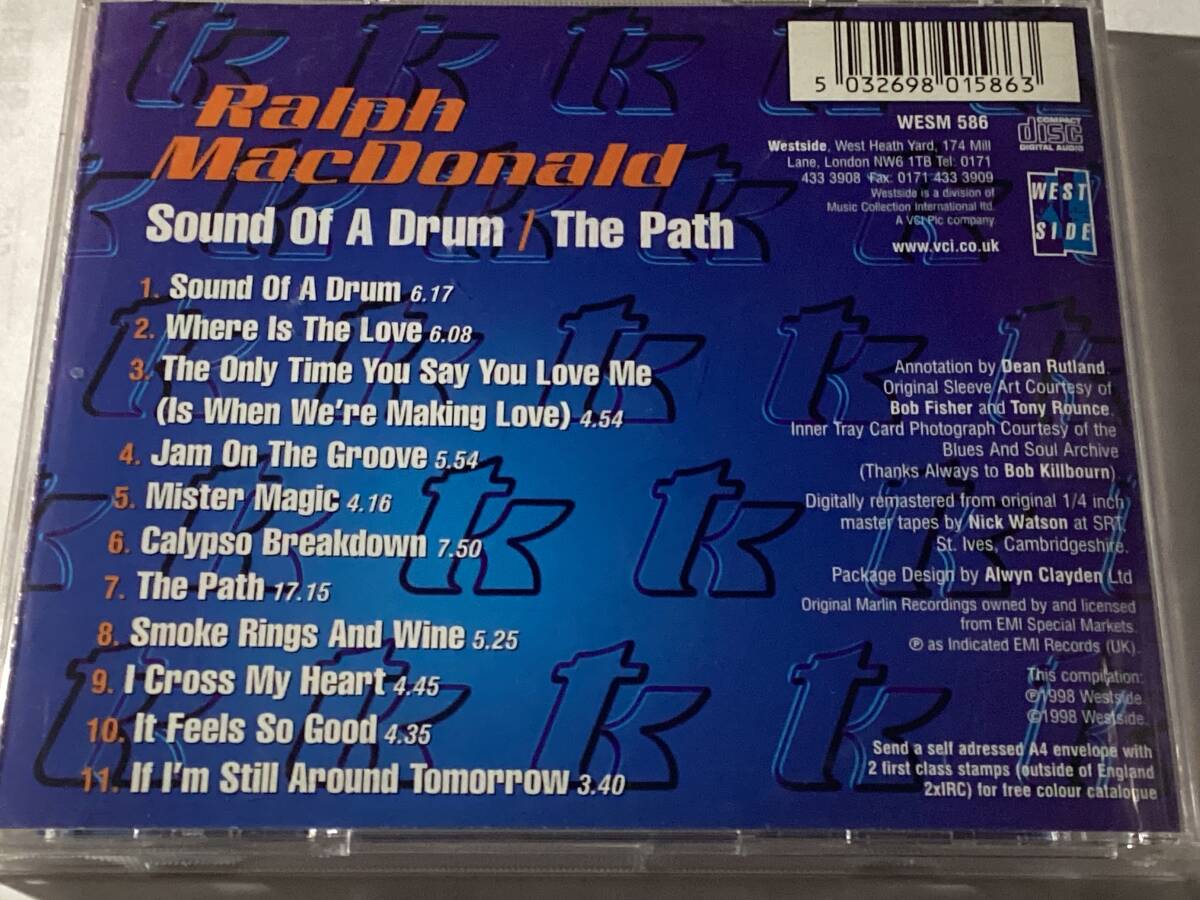 Ralph
MacDonald
Sound Of A Drum / The Path
1. Sound Of A Drum 6.17
2. Where Is The Love 6.08
3. The Only Time You Say You Love Me
(Is When We're Making Love) 4.54
4. Jam On The Groove 5.54
5. Mister Magic 4.16
6. Calypso Breakdown 7.50
7. The Path 17.15
8. Smoke Rings And Wine 5.25
9. I Cross My Heart 4.45
10. It Feels So Good 4.35
11. If I'm Still Around Tomorrow 3.40
5 032698 015863
WESM 586
COMPACT
disc
DIGITAL AUDIO
Westside, West Heath Yard, 174 Mill
Lane, London NW6 1TB Tel: 0171
433 3908 Fax: 0171 433 3909
Westside is a division of
Music Collection International ltd.
A VCI Plc company.
www.vci.co.uk
WEST
SIDE
Annotation by Dean Rutland.
Original Sleeve Art Courtesy of
Bob Fisher and Tony Rounce.
Inner Tray Card Photograph Courtesy of the
Blues And Soul Archive
(Thanks Always to Bob Killbourn)
Digitally remastered from original 1/4 inch
master tapes by Nick Watson at SRT,
St. Ives, Cambridgeshire.
Package Design by Alwyn Clayden Ltd
Original Marlin Recordings owned by and licensed
from EMI Special Markets.
℗ as Indicated EMI Records (UK).
This compilation:
℗1998 Westside.
©1998 Westside.
Send a self adressed A4 envelope with
2 first class stamps (outside of England
2xIRC) for free colour catalogue
tk tk tk tk tk